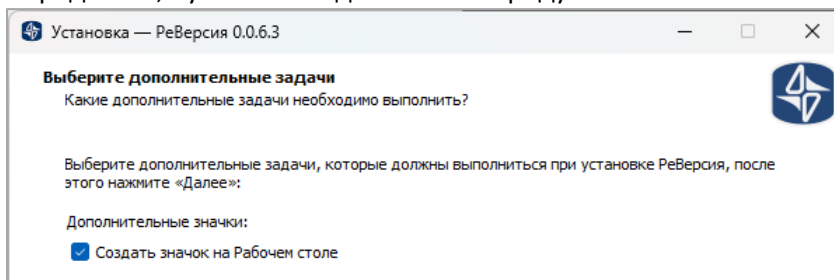 Установка — РеВерсия 0.0.6.3
Выберите дополнительные задачи
Какие дополнительные задачи необходимо выполнить?
Выберите дополнительные задачи, которые должны выполниться при установке РеВерсия, после
этого нажмите «Далее»:
Дополнительные значки:
Создать значок на Рабочем столе